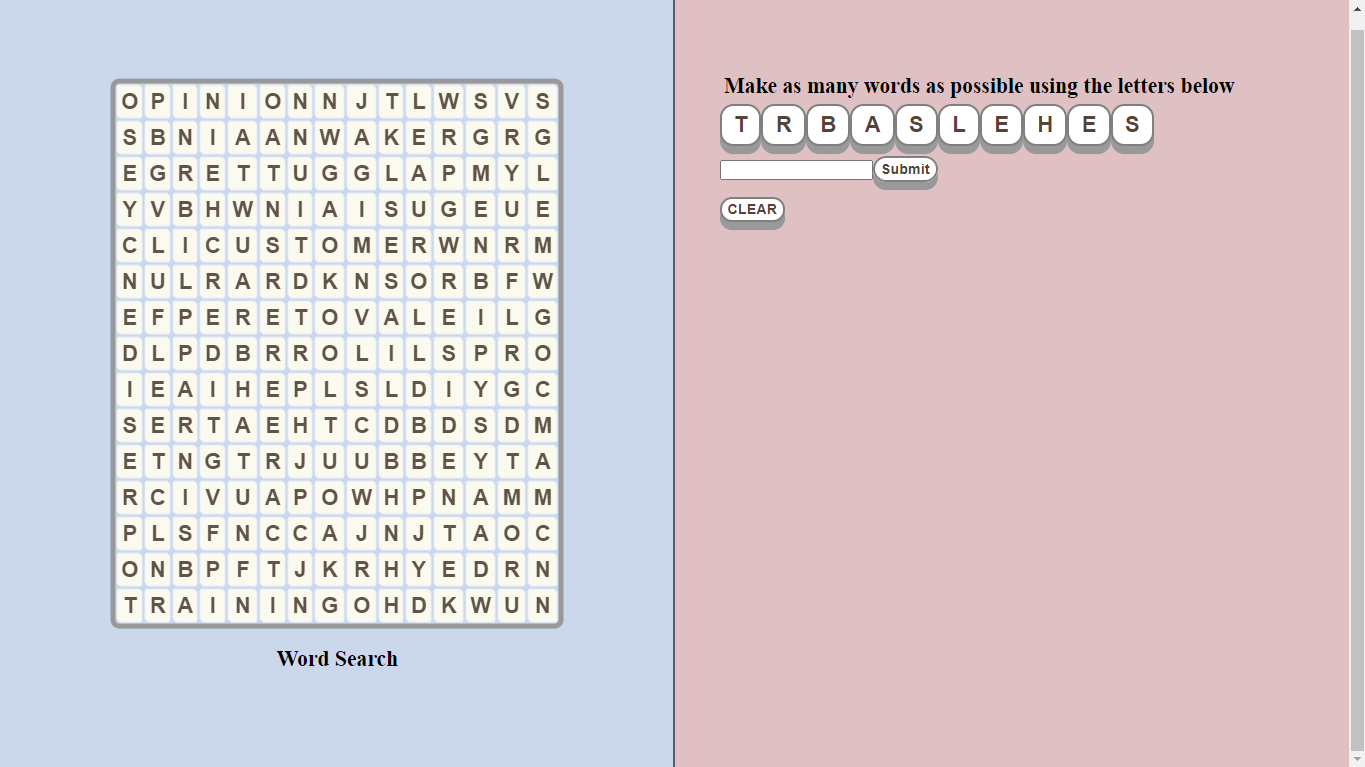 O P I N I O N N J T L W S V S
S B N I A A N W A K E R G R G
E G R E T T U G G L A P M Y L
Y V B H W N I A I S U G E U E
C L I C U S T O M E R W N R M
N U L R A R D K N S O R B F W
E F P E R E T O V A L E I L G
D L P D B R R O L I L S P R O
I E A I H E P L S L D I Y G C
S E R T A E H T C D B D S D M
E T N G T R J U U B B E Y T A
R C I V U A P O W H P N A M M
P L S F N C C A J N J T A O C
O N B P F T J K R H Y E D R N
T R A I N I N G O H D K W U N
Word Search
Make as many words as possible using the letters below
T R B A S L E H E S
Submit
CLEAR